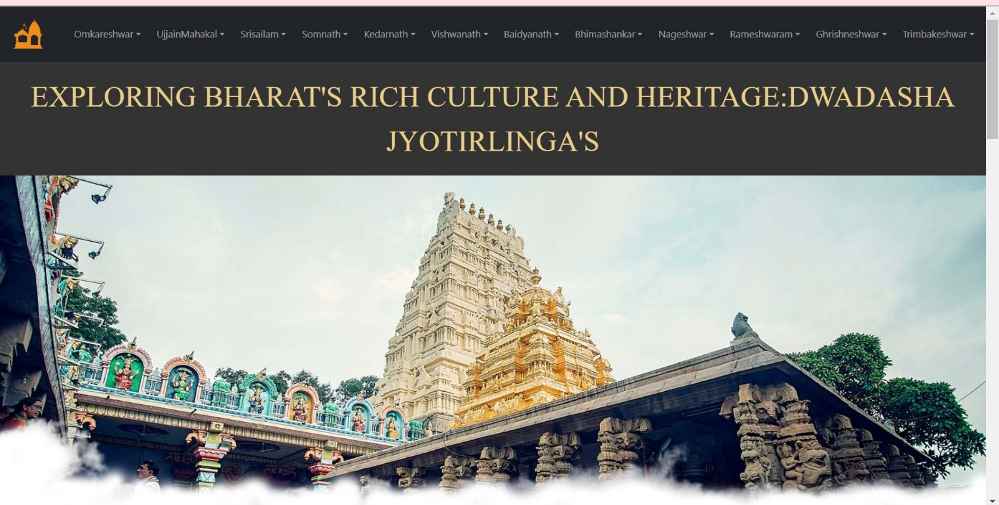 Omkareshwar UjjainMahakal Srisailam Somnath Kedarnath Vishwanath Baidyanath Bhimashankar Nageshwar Rameshwaram Ghrishneshwar Trimbakeshwar
EXPLORING BHARAT'S RICH CULTURE AND HERITAGE:DWADASHA
JYOTIRLINGA'S